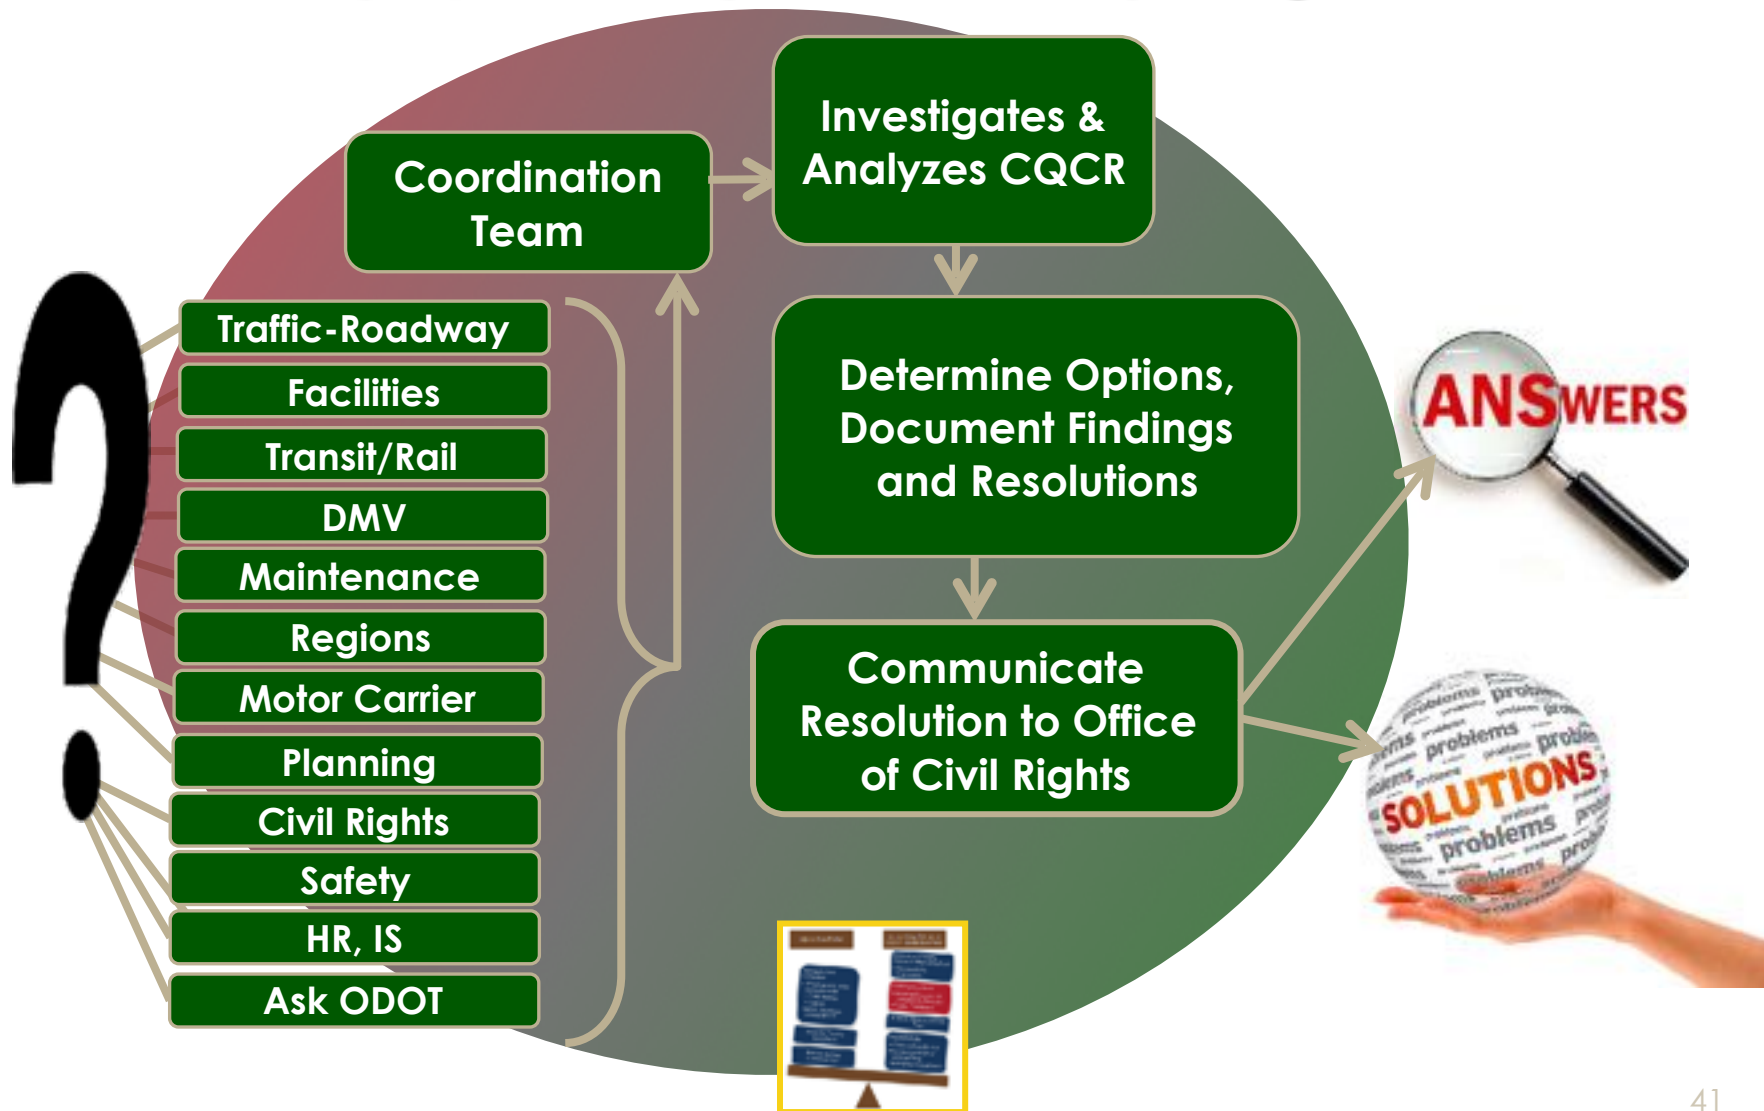 Investigates &
Analyzes CQCR
Coordination
Team
Traffic-Roadway
Facilities
Transit/Rail
DMV
Maintenance
Regions
Motor Carrier
Planning
Civil Rights
Safety
HR, IS
Ask ODOT
Determine Options,
Document Findings
and Resolutions
Communicate
Resolution to Office
of Civil Rights
ANSWERS
problems
problems
SOLUTIONS
problems
41